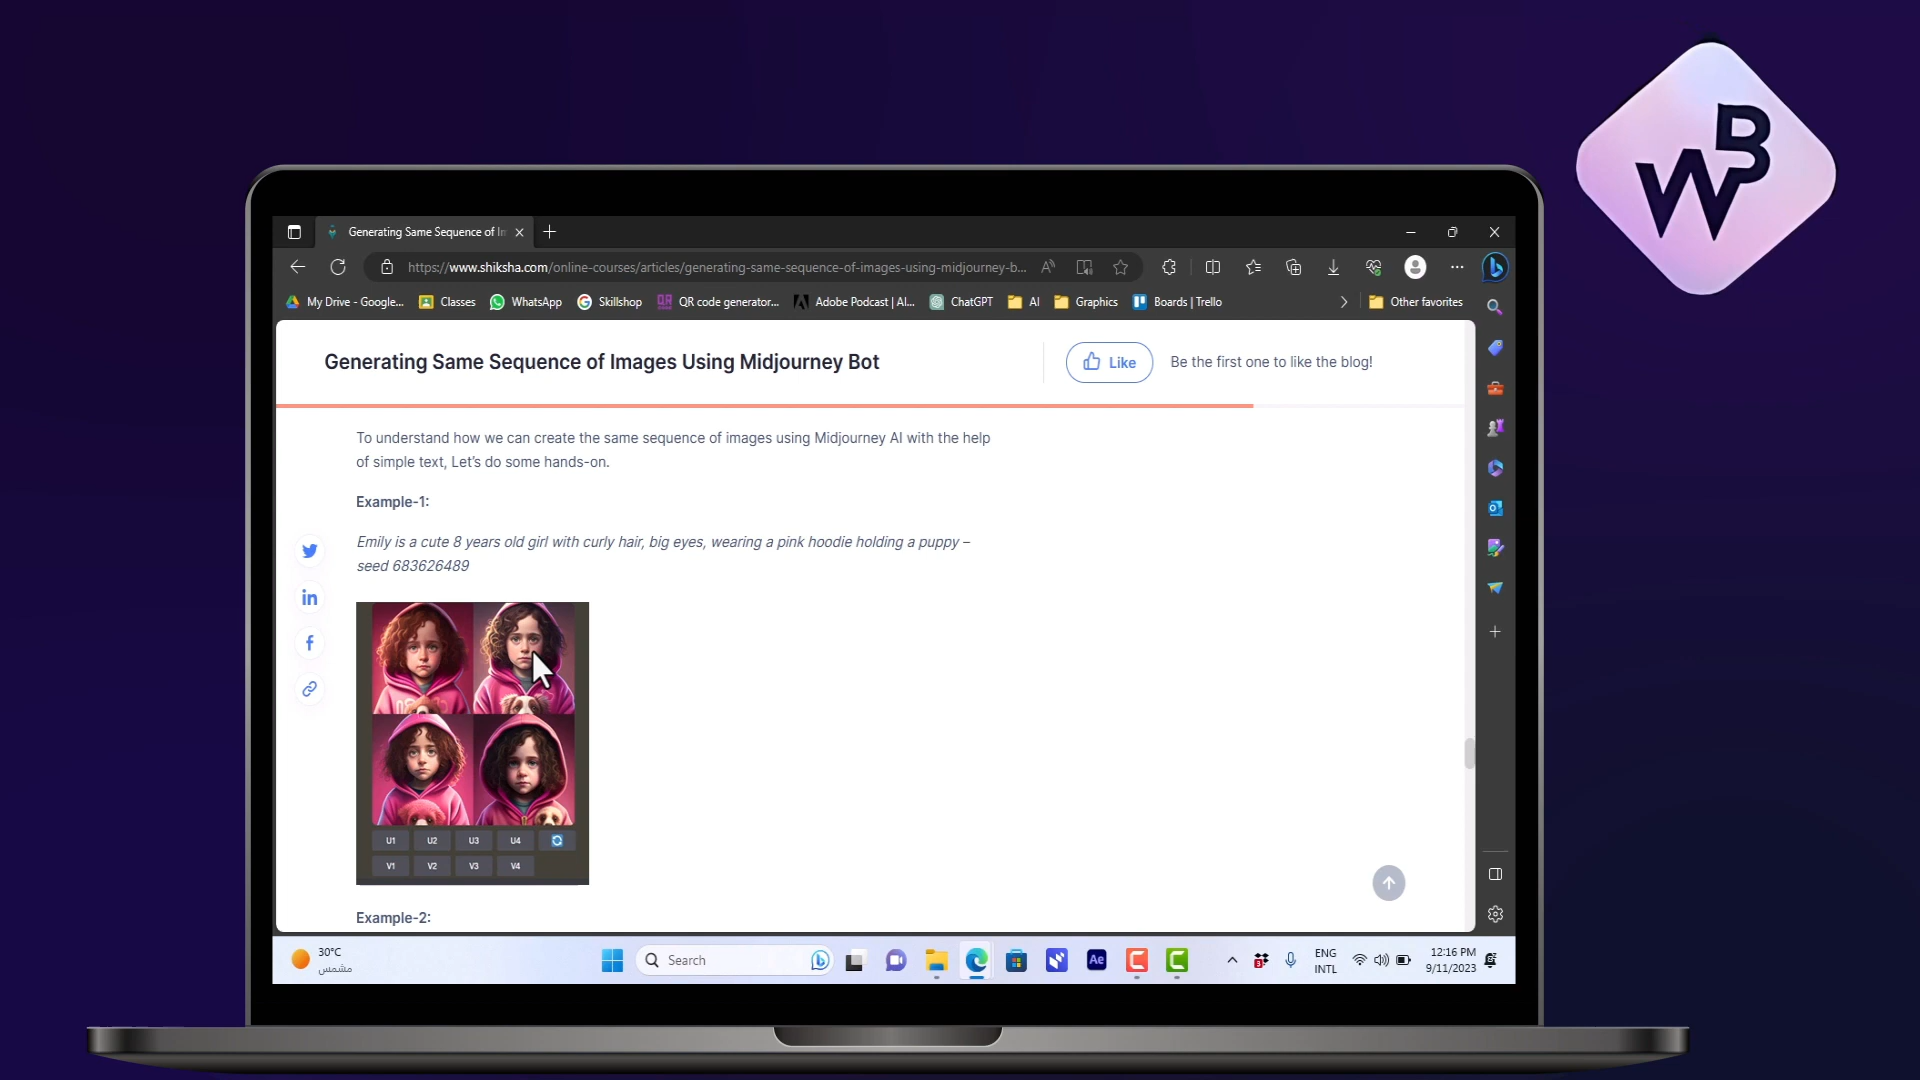 WB
Generating Same Sequence of In
https://www.shiksha.com/online-courses/articles/generating-same-sequence-of-images-using-midjourney-b...
My Drive - Google... Classes WhatsApp Skillshop QR code generator... Adobe Podcast | AI... ChatGPT AI Graphics Boards | Trello Other favorites
Generating Same Sequence of Images Using Midjourney Bot
Like
Be the first one to like the blog!
To understand how we can create the same sequence of images using Midjourney AI with the help
of simple text, Let's do some hands-on.
Example-1:
Emily is a cute 8 years old girl with curly hair, big eyes, wearing a pink hoodie holding a puppy –
seed 683626489
U1 U2 U3 U4
V1 V2 V3 V4
Example-2:
30°C
مشمس
Search
Ae
ENG
INTL
12:16 PM
9/11/2023